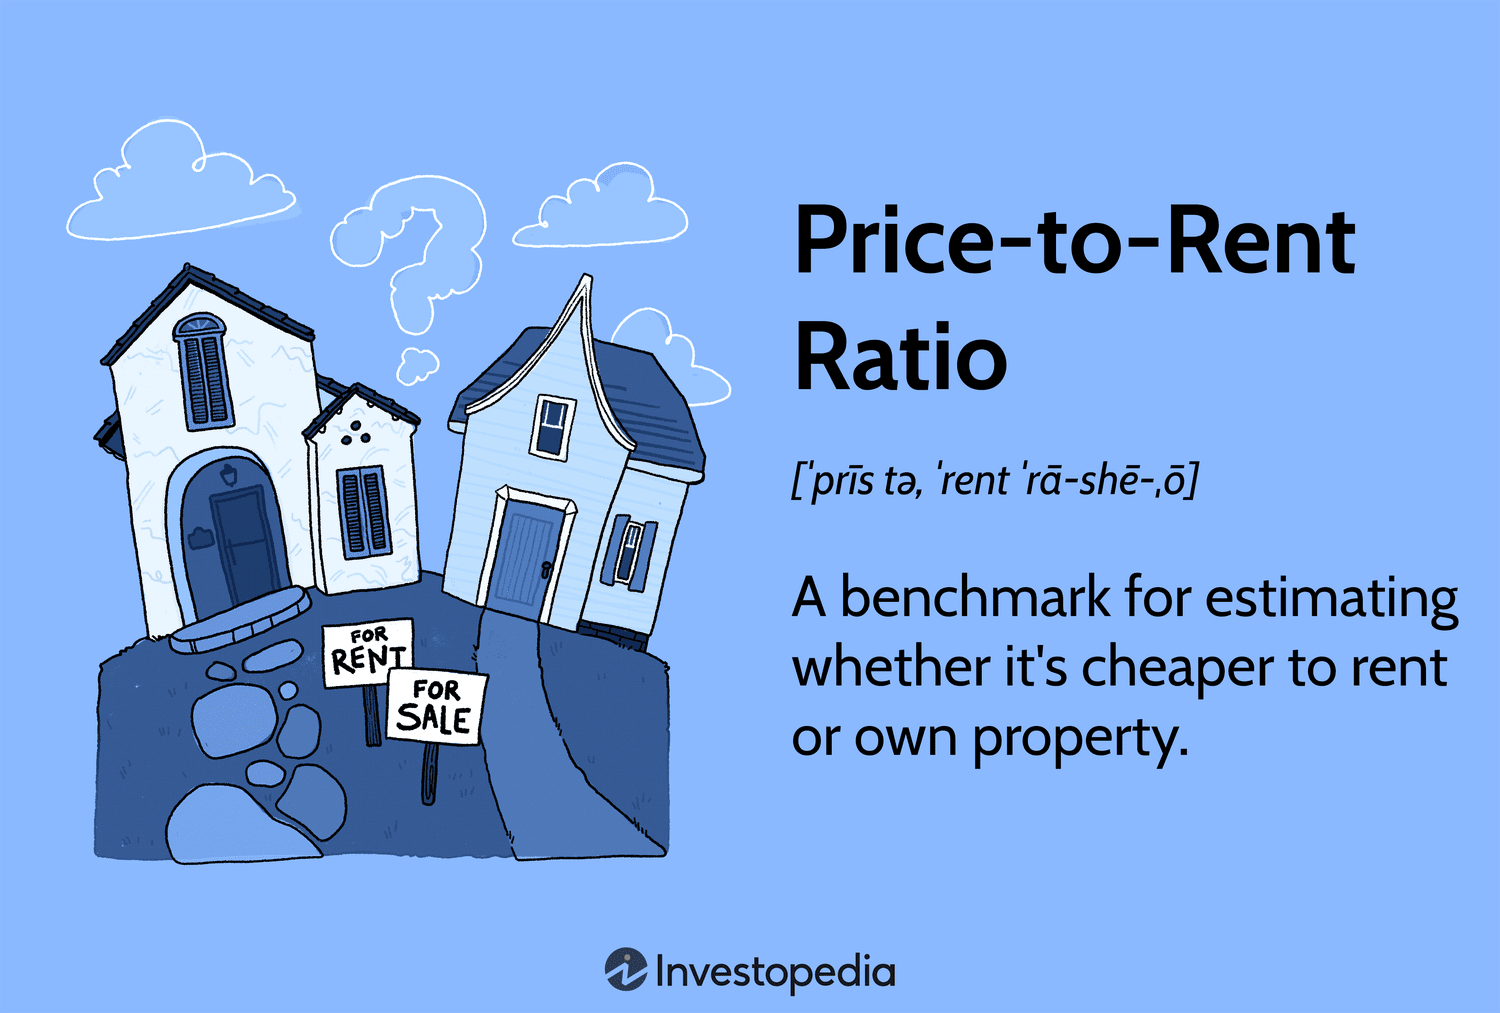 Price-to-Rent
Ratio
[ˈprīs tə, ˈrent ˈrā-shē-ˌō]
A benchmark for estimating
whether it's cheaper to rent
or own property.
FOR
RENT
FOR
SALE
Investopedia